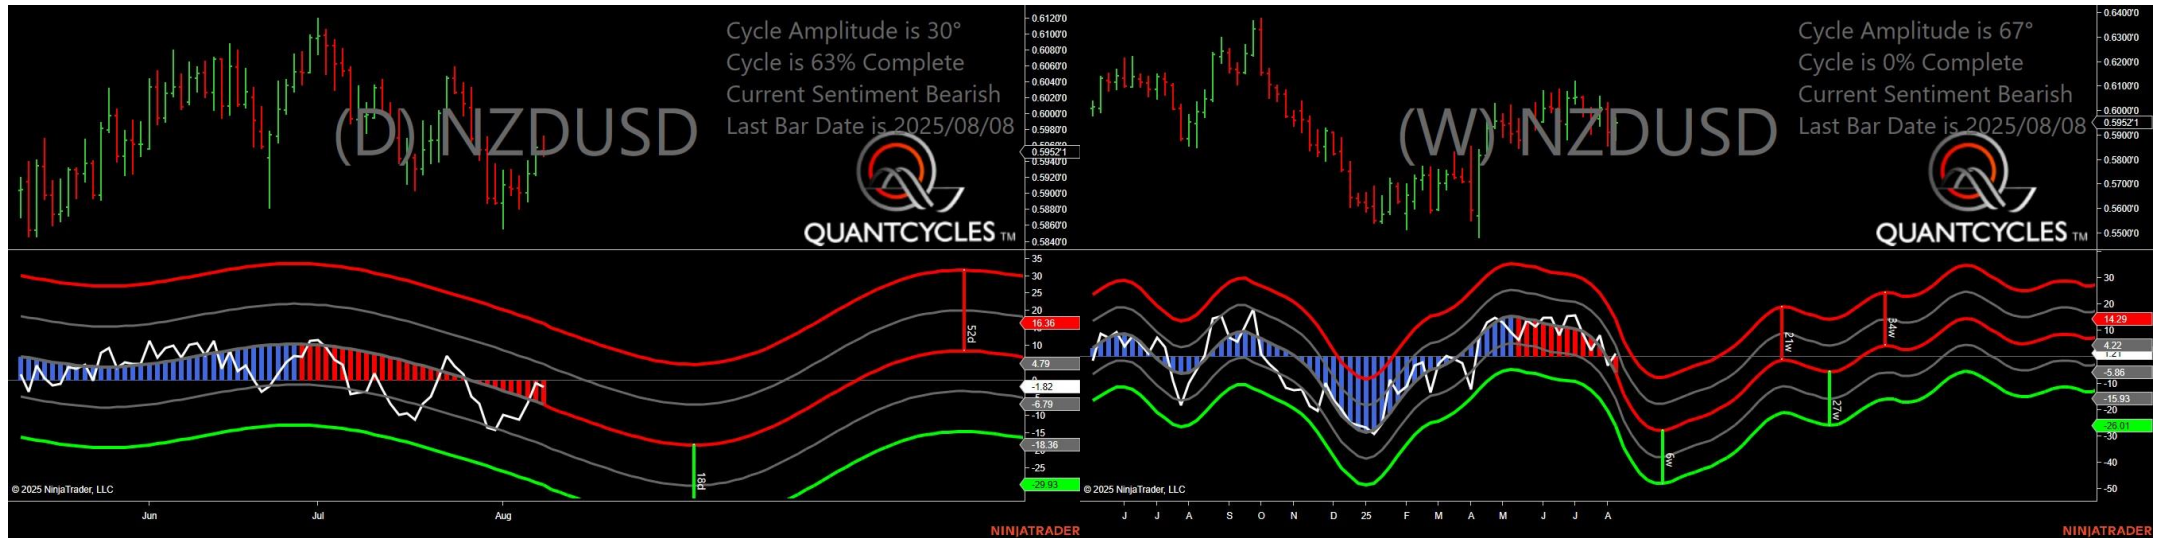 Cycle Amplitude is 30°
Cycle is 63% Complete
Current Sentiment Bearish
Last Bar Date is 2025/08/08
(D) NZDUSD
QUANTCYCLES TM
0.6120'0
0.6100'0
0.6080'0
0.6060'0
0.6040'0
0.6020'0
0.6000'0
0.5980'0
0.5952'1
0.5940'0
0.5920'0
0.5900'0
0.5880'0
0.5860'0
0.5840'0
35
30
25
20
16.36
10
4.79
-1.82
-6.79
-10
-15
-18.36
-25
-29.93
52d
18d
© 2025 NinjaTrader, LLC
Jun
Jul
Aug
NINJATRADER
Cycle Amplitude is 67°
Cycle is 0% Complete
Current Sentiment Bearish
Last Bar Date is 2025/08/08
(W) NZDUSD
QUANTCYCLES TM
0.6400'0
0.6300'0
0.6200'0
0.6100'0
0.6000'0
0.5952'1
0.5900'0
0.5800'0
0.5700'0
0.5600'0
0.5500'0
30
20
14.29
10
4.22
1.21
-5.86
-10
-15.93
-20
-26.01
-30
-40
-50
21w
34w
27w
6w
© 2025 NinjaTrader, LLC
J
J
A
S
O
N
D
25
F
M
A
M
J
J
A
NINJATRADER